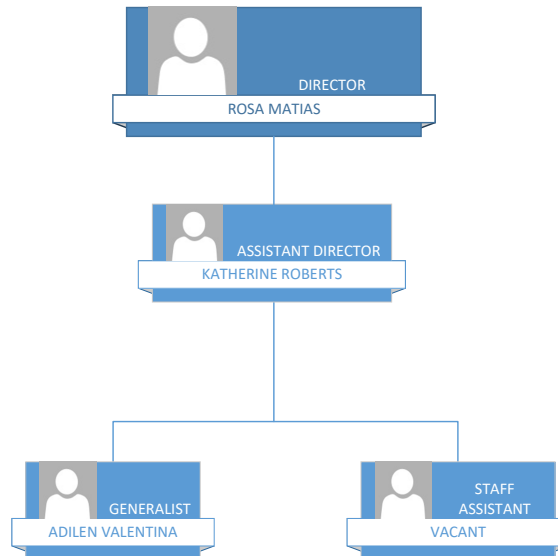 DIRECTOR
ROSA MATIAS
ASSISTANT DIRECTOR
KATHERINE ROBERTS
GENERALIST
ADILEN VALENTINA
STAFF
ASSISTANT
VACANT